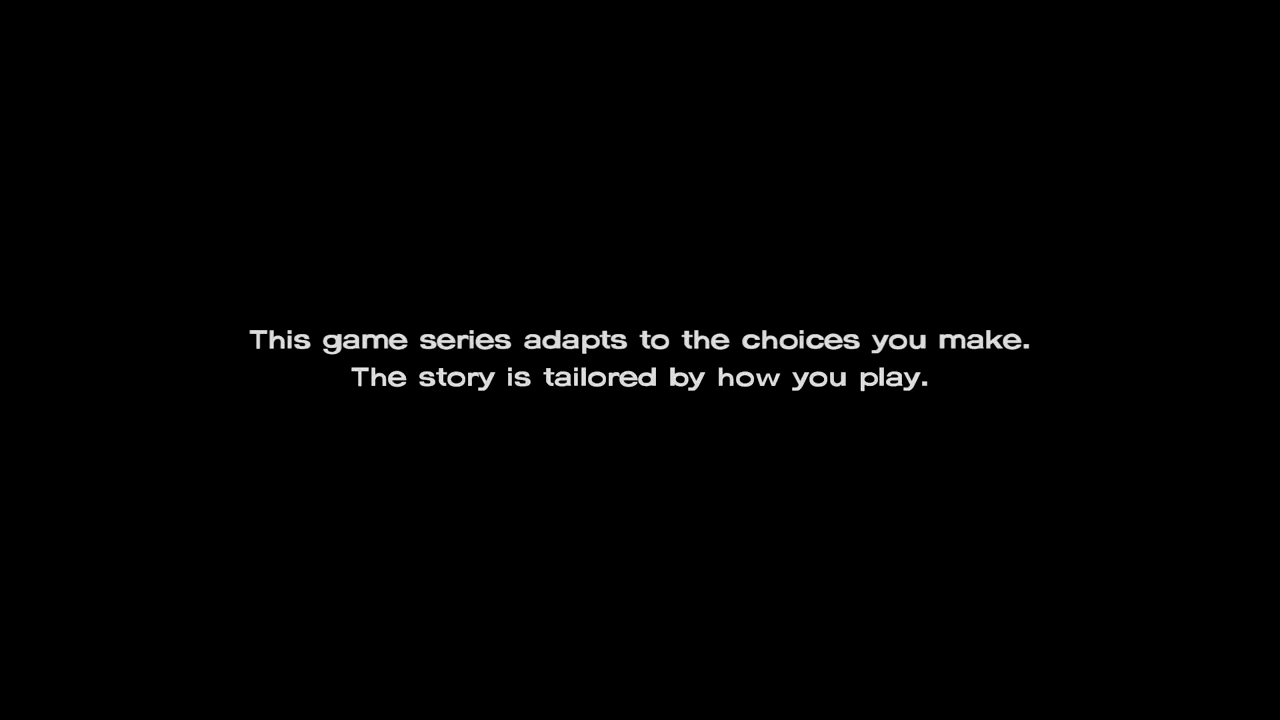 This game series adapts to the choices you make.
The story is tailored by how you play.